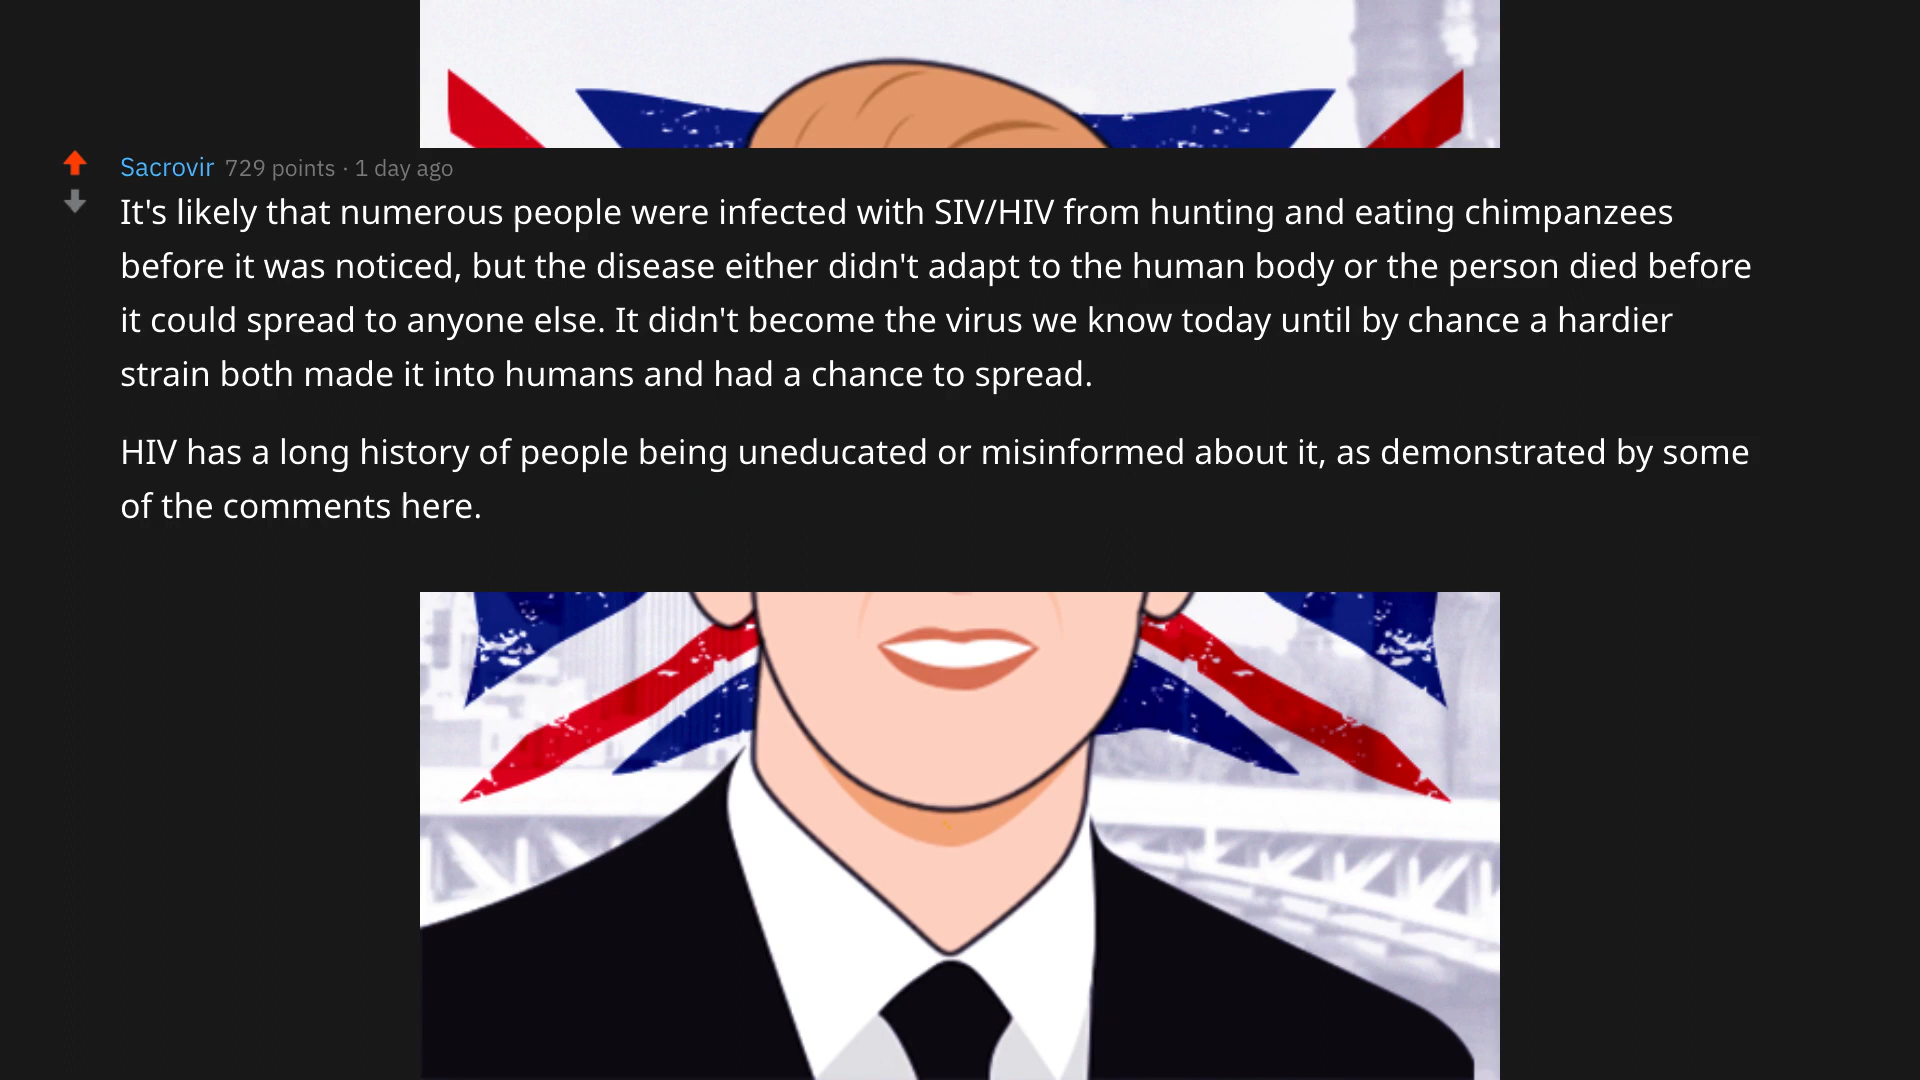 Sacrovir 729 points · 1 day ago
It's likely that numerous people were infected with SIV/HIV from hunting and eating chimpanzees
before it was noticed, but the disease either didn't adapt to the human body or the person died before
it could spread to anyone else. It didn't become the virus we know today until by chance a hardier
strain both made it into humans and had a chance to spread.
HIV has a long history of people being uneducated or misinformed about it, as demonstrated by some
of the comments here.